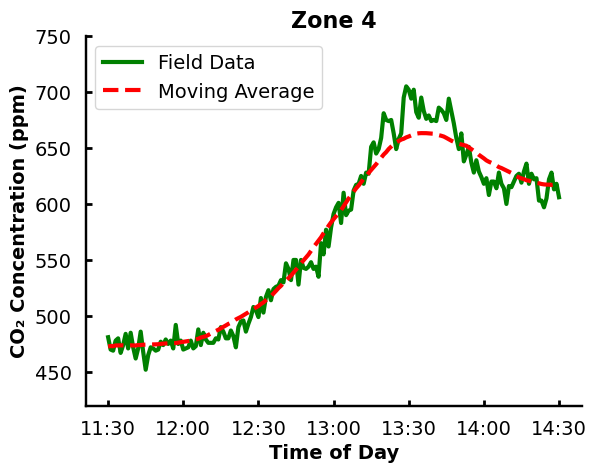 Zone 4
Field Data
Moving Average
CO₂ Concentration (ppm)
750
700
650
600
550
500
450
11:30 12:00 12:30 13:00 13:30 14:00 14:30
Time of Day